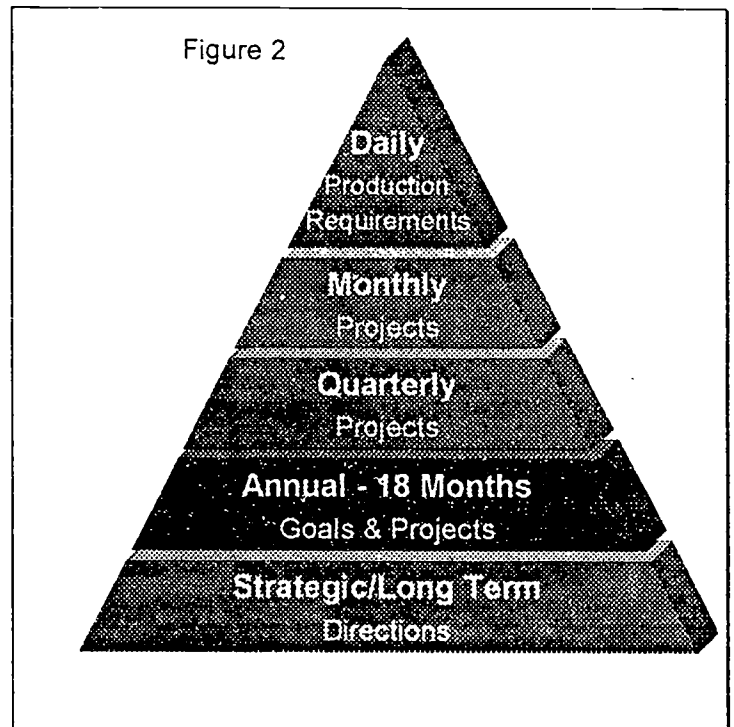 Figure 2
Daily
Production
Requirements
Monthly
Projects
Quarterly
Projects
Annual - 18 Months
Goals & Projects
Strategic/Long Term
Directions